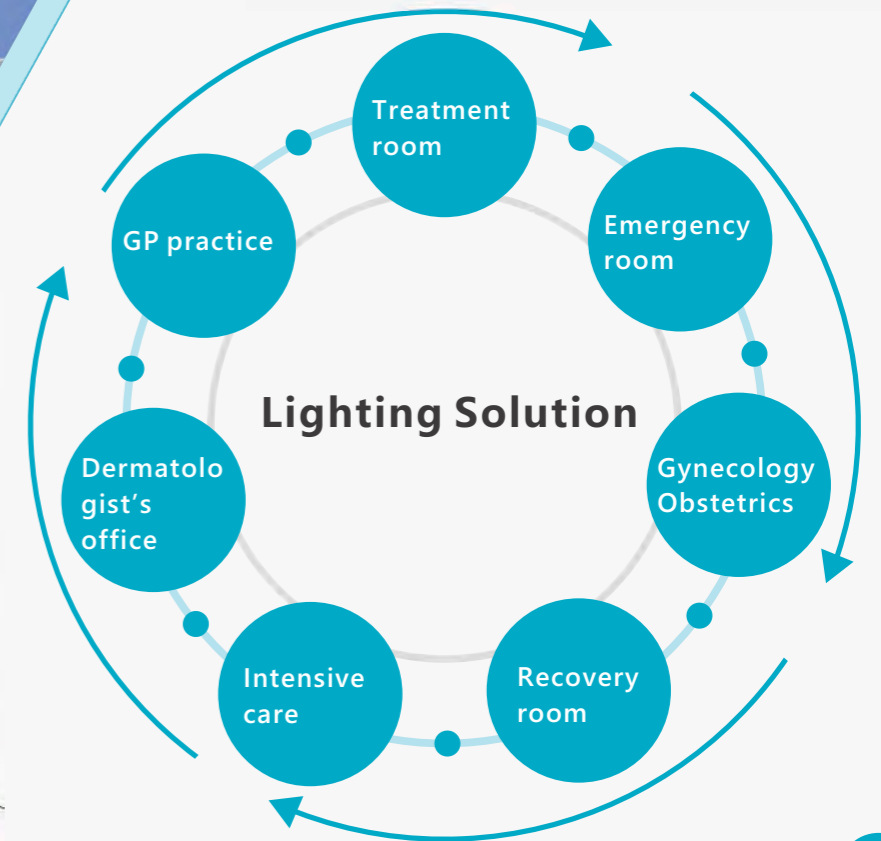 Treatment
room
Emergency
room
Gynecology
Obstetrics
Recovery
room
Intensive
care
Dermatolo
gist's
office
GP practice
Lighting Solution